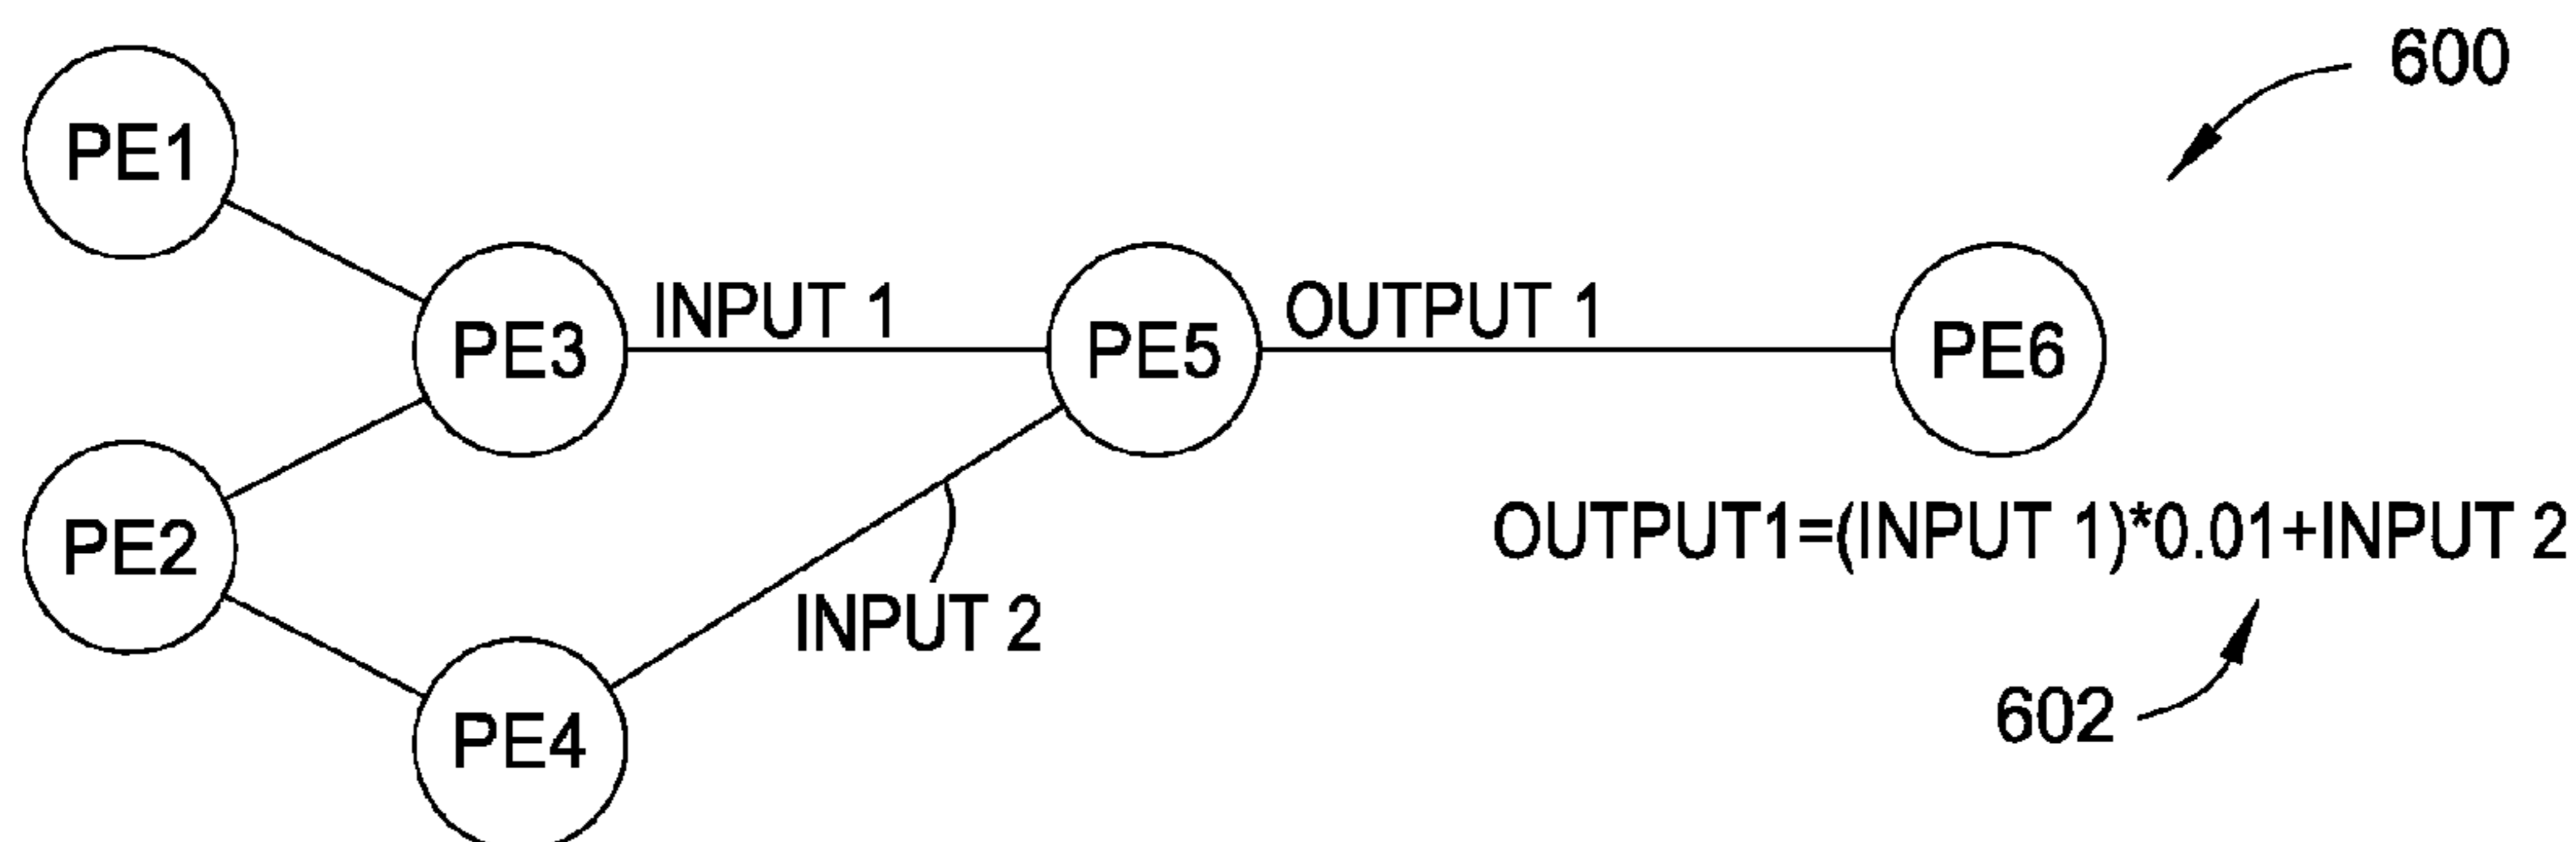 600
PE1
PE3
INPUT 1
PE5
OUTPUT 1
PE6
PE2
OUTPUT1=(INPUT 1)*0.01+INPUT 2
INPUT 2
PE4
602